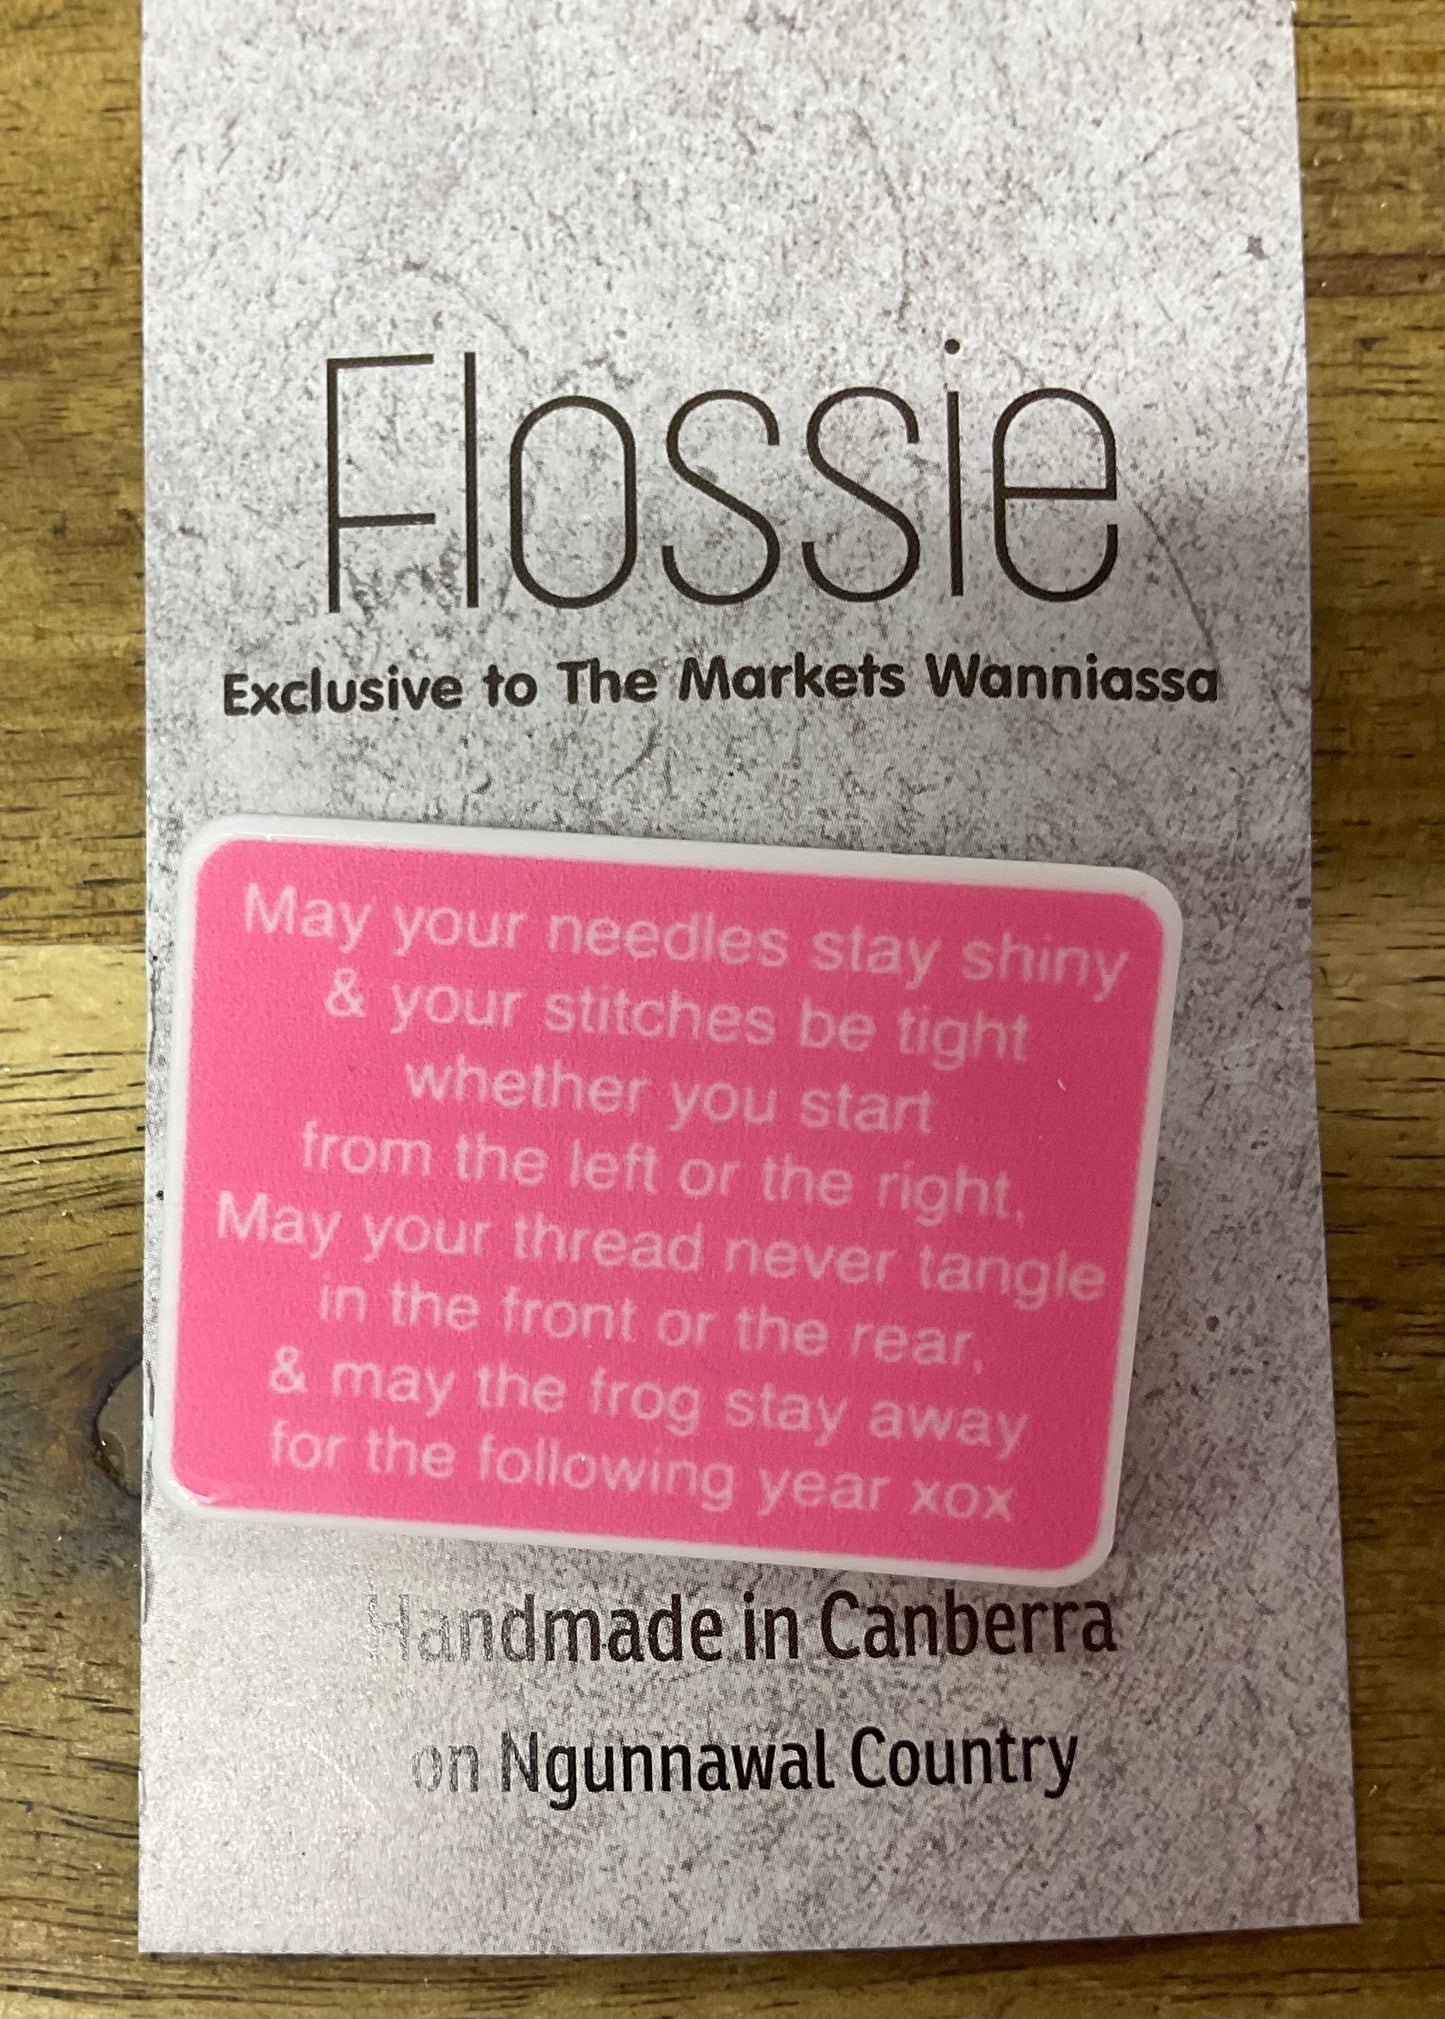 Flossie
Exclusive to The Markets Wanniassa
May your needles stay shiny
& your stitches be tight
whether you start
from the left or the right,
May your thread never tangle
in the front or the rear,
& may the frog stay away
for the following year xox
Handmade in Canberra
on Ngunnawal Country